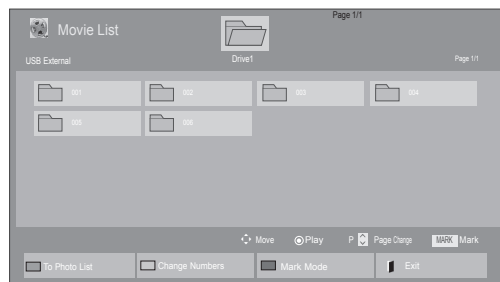 Page 1/1
Movie List
USB External
Drive1
Page 1/1
001 002 003 004
005 006
Move Play P Page Change MARK Mark
To Photo List Change Numbers Mark Mode Exit